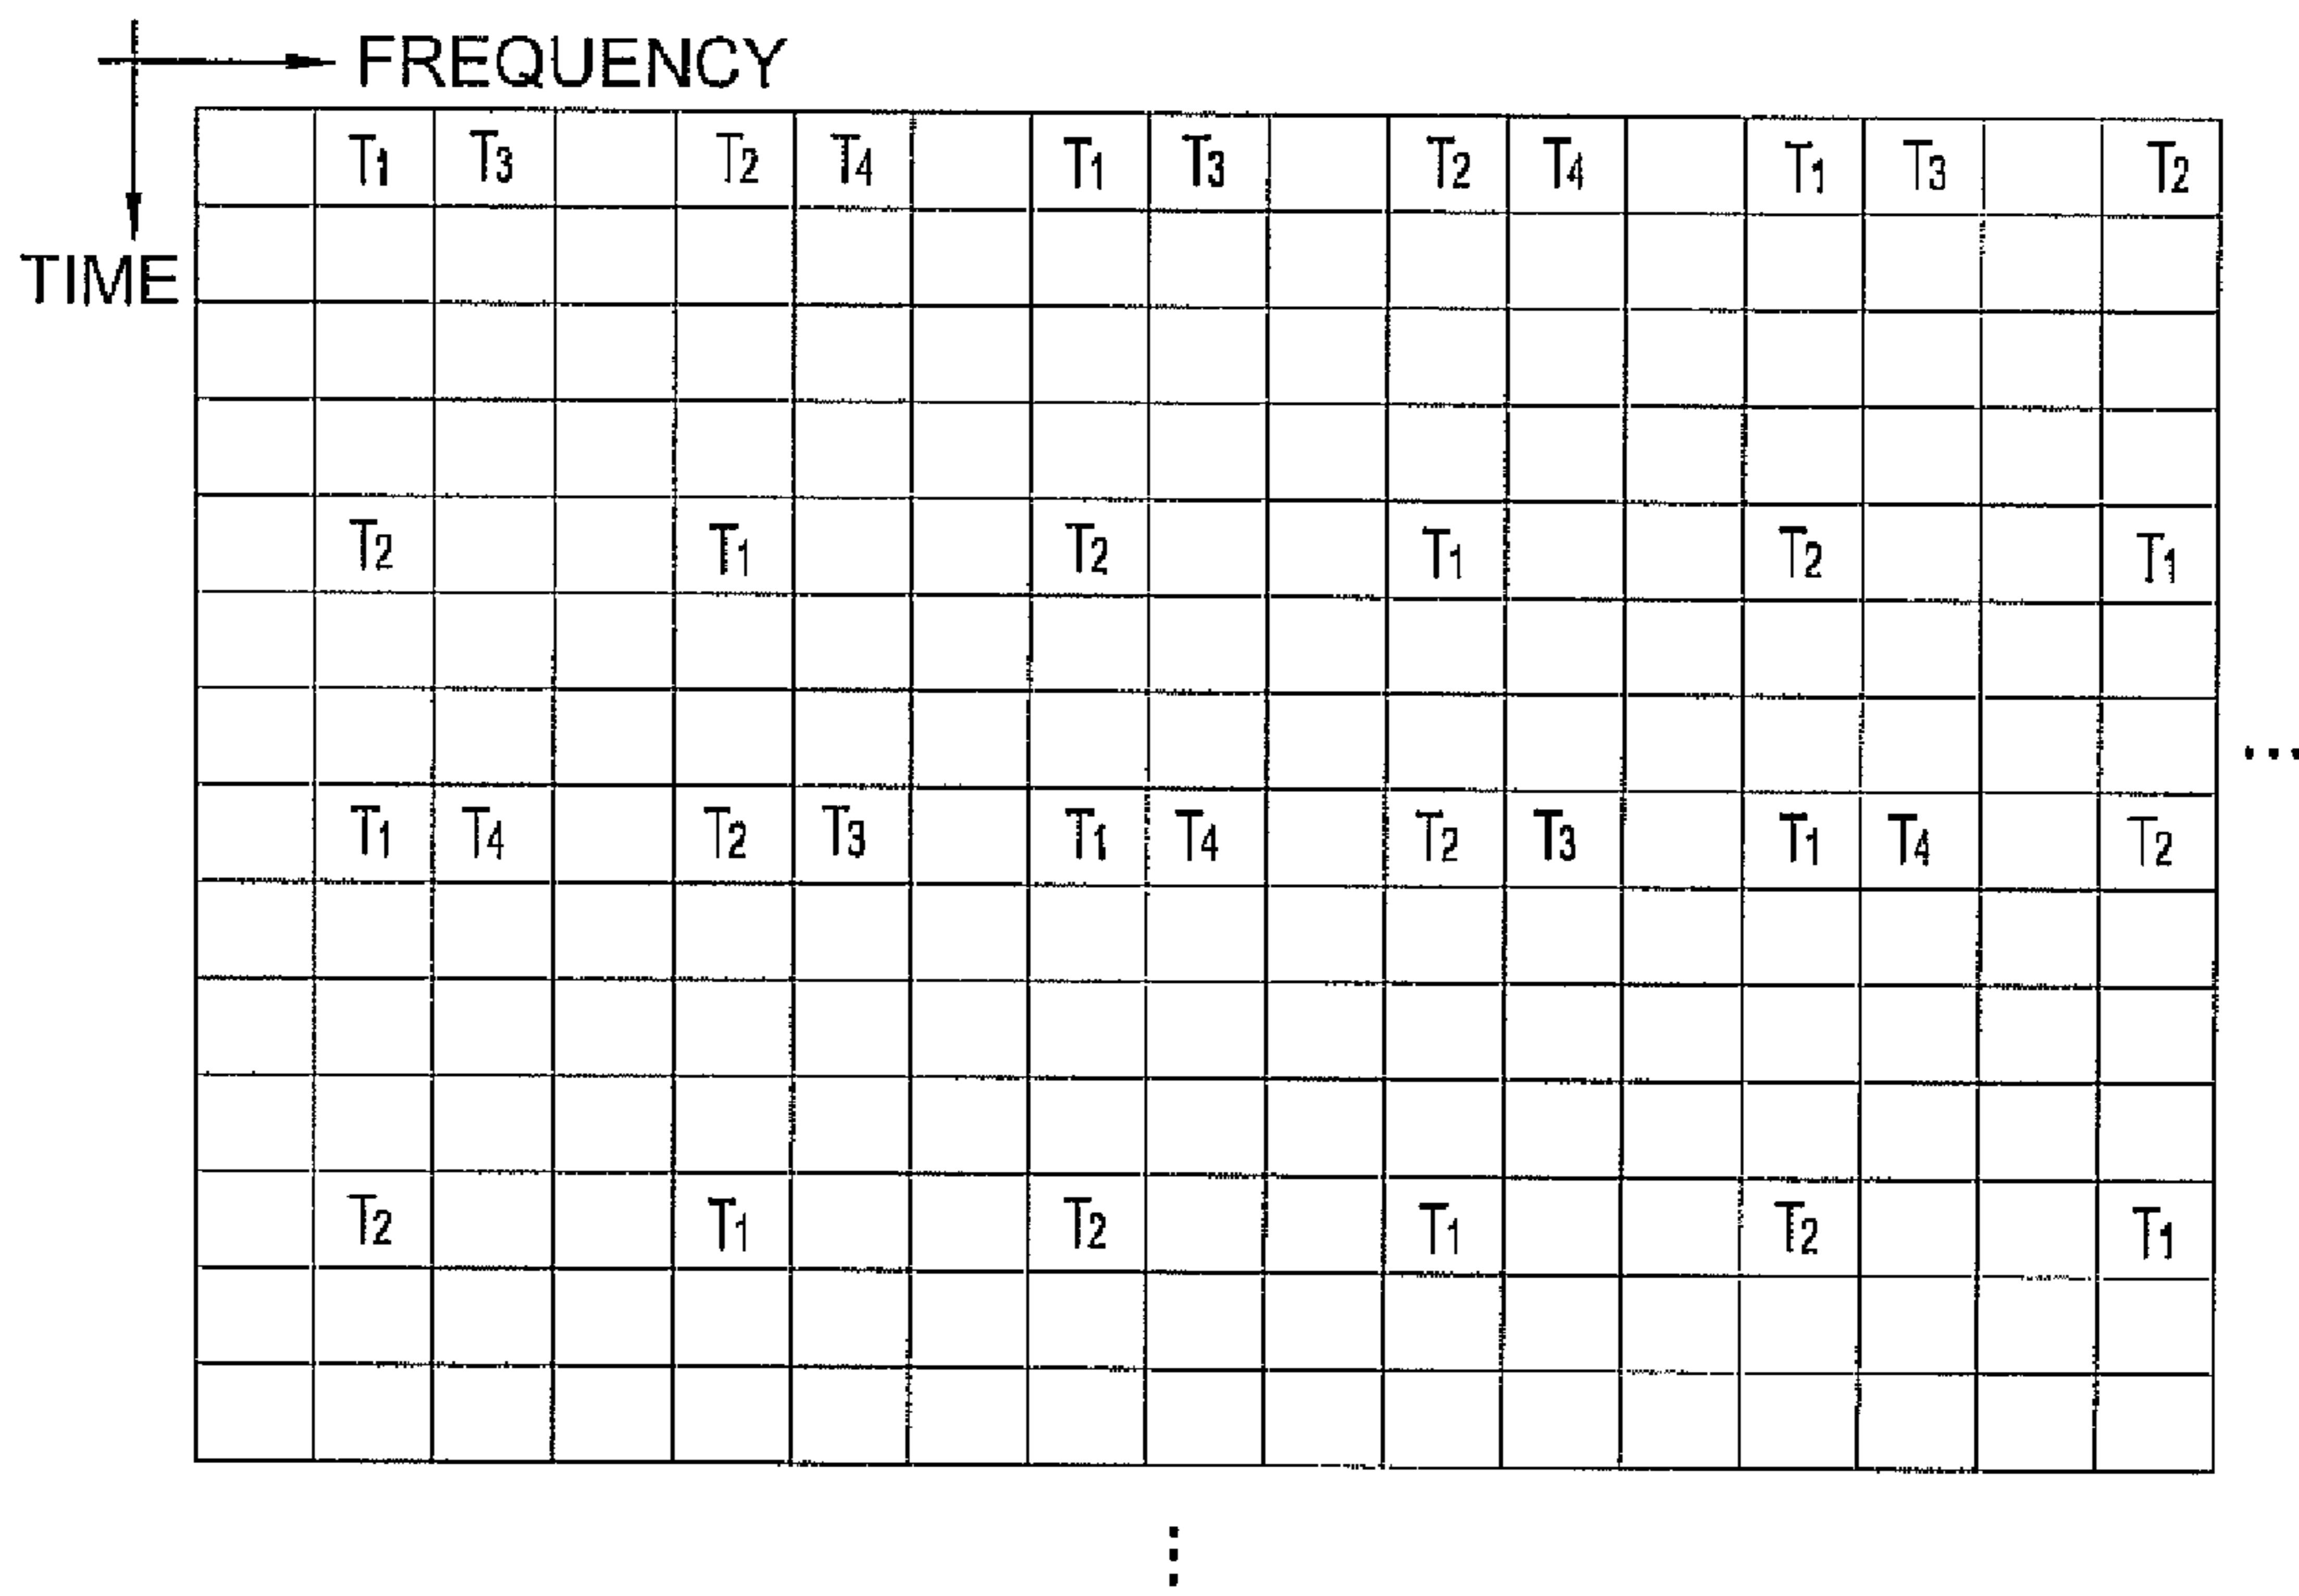 FREQUENCY
TIME
T1 T3 T2 T4 T1 T3 T2 T4 T1 T3 T2
T2 T1 T2 T1 T2 T1
...
T1 T4 T2 T3 T1 T4 T2 T3 T1 T4 T2
T2 T1 T2 T1 T2 T1